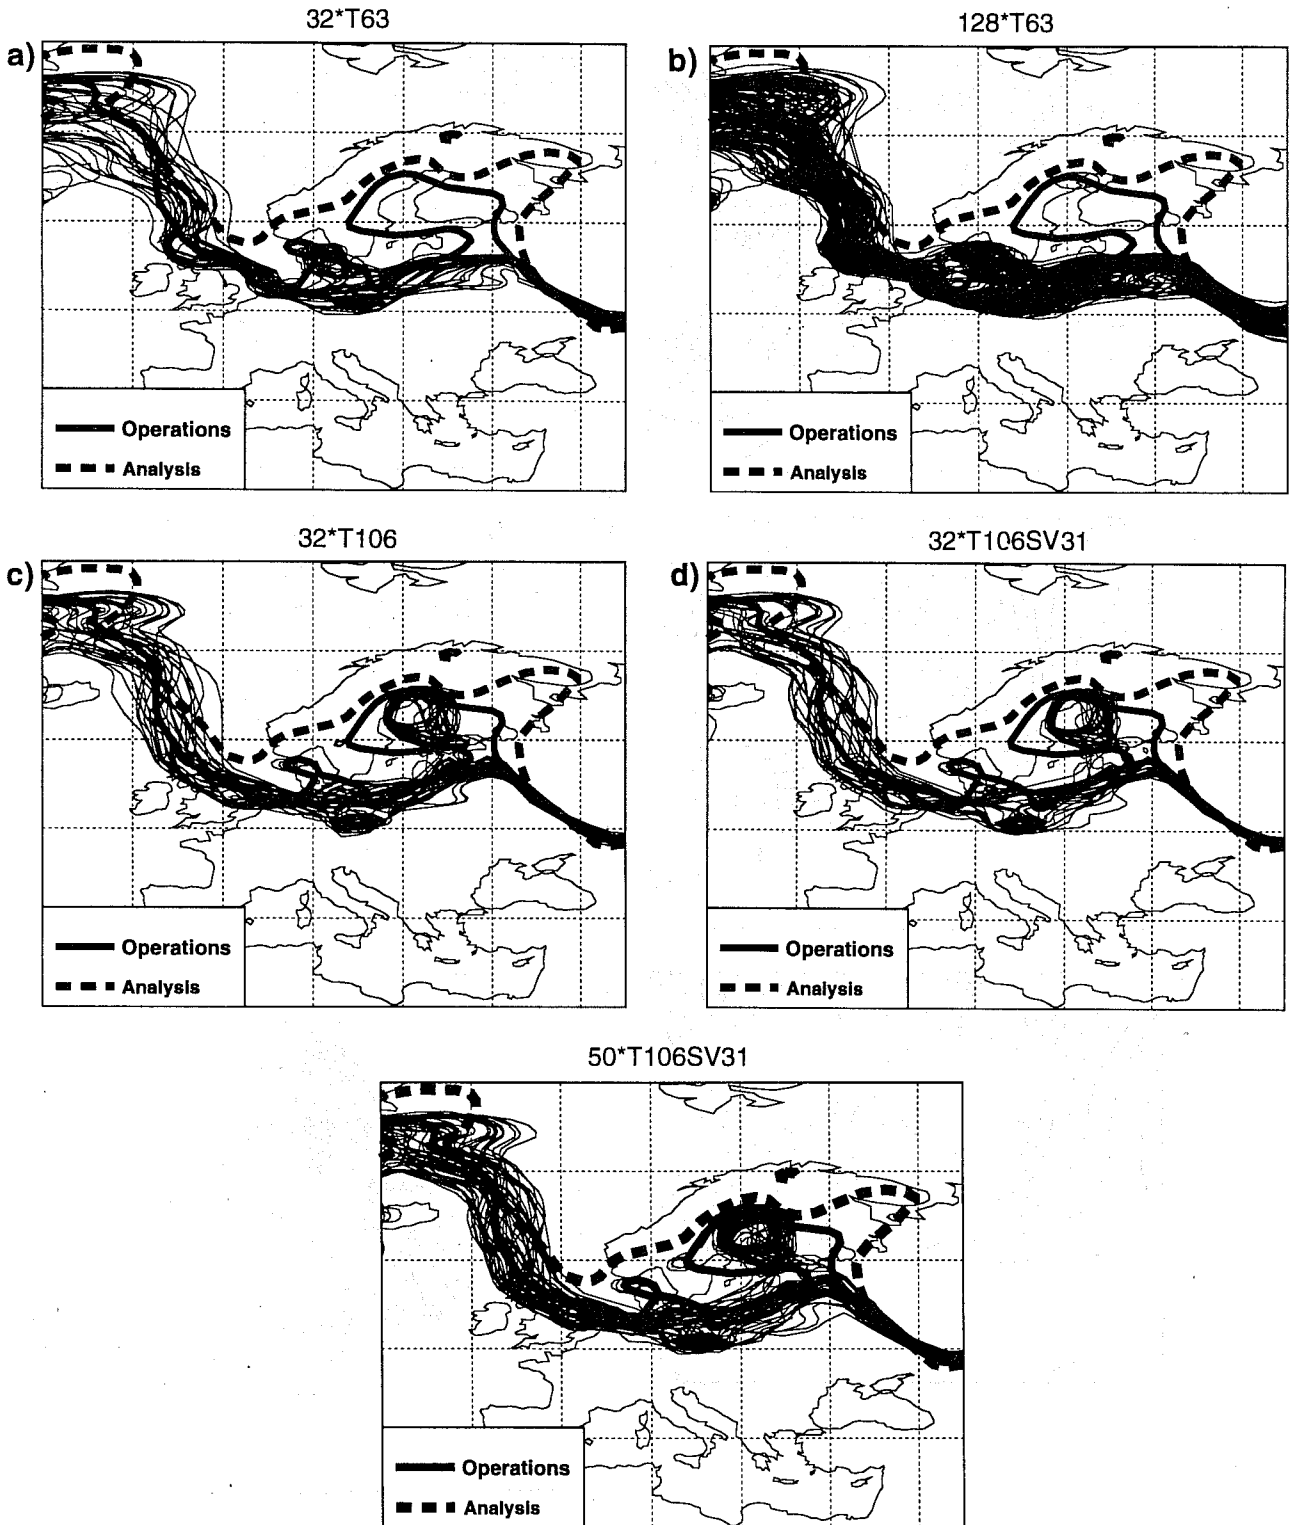 32*T63
128*T63
a)
b)
Operations
Analysis
Operations
Analysis
32*T106
32*T106SV31
c)
d)
Operations
Analysis
Operations
Analysis
50*T106SV31
Operations
Analysis